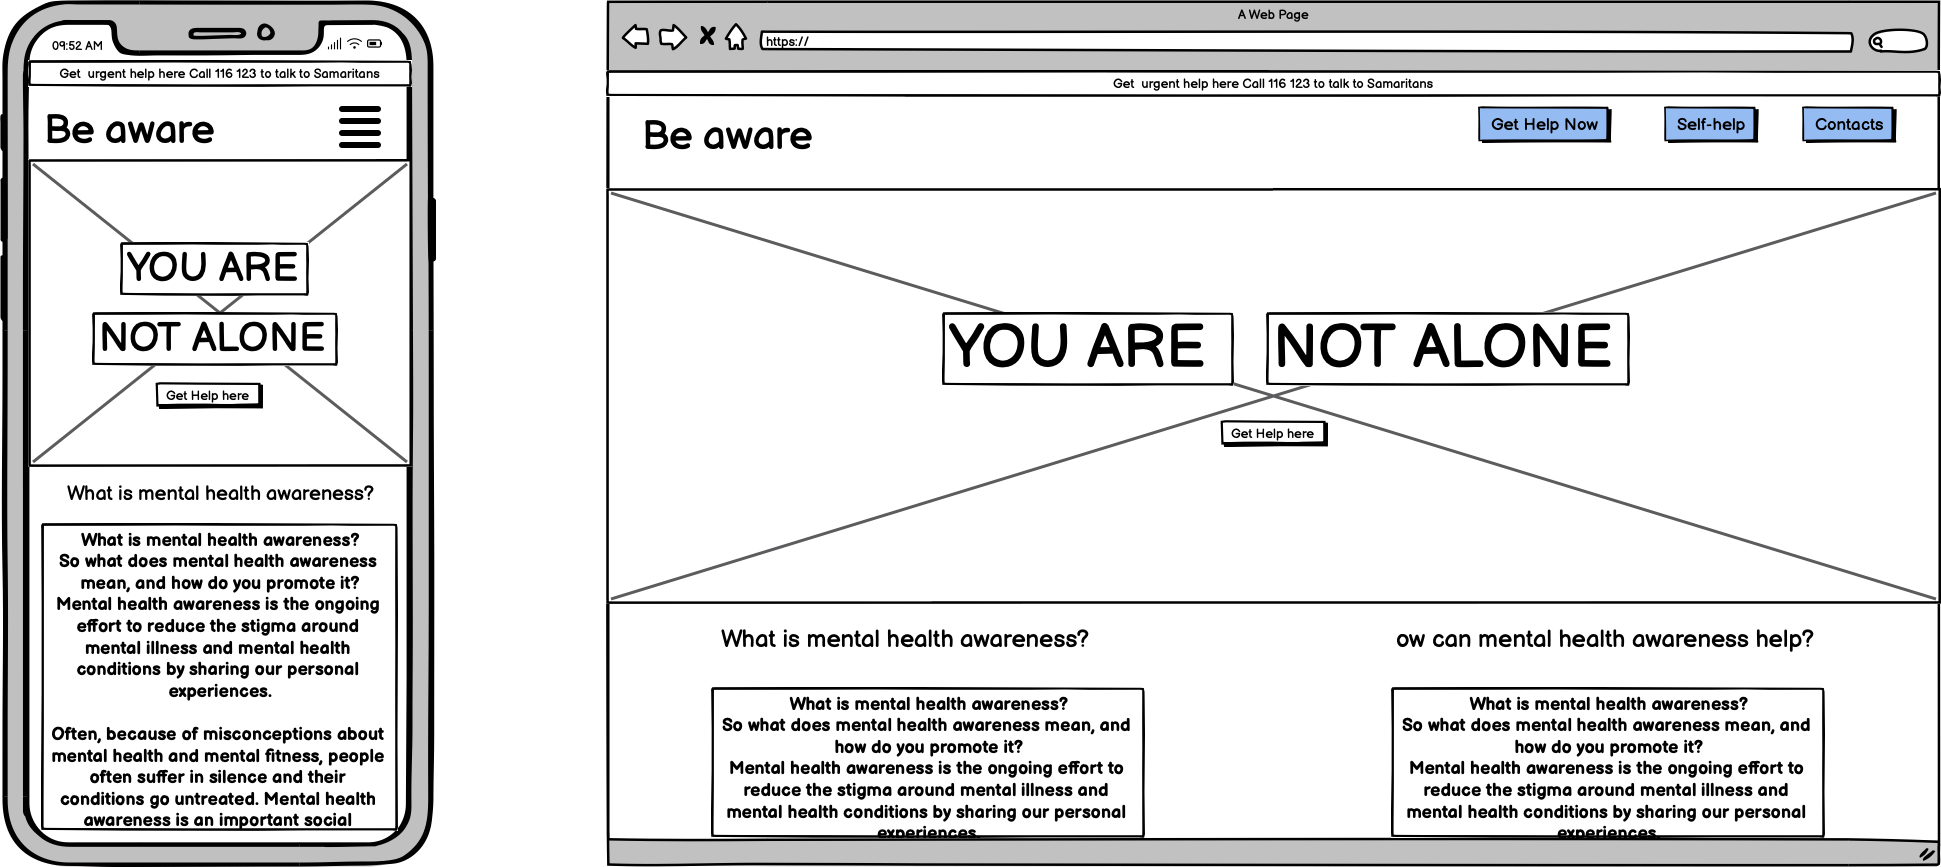 09:52 AM
Get  urgent help here Call 116 123 to talk to Samaritans
Be aware
YOU ARE
NOT ALONE
Get Help here
What is mental health awareness?
What is mental health awareness?
So what does mental health awareness
mean, and how do you promote it?
Mental health awareness is the ongoing
effort to reduce the stigma around
mental illness and mental health
conditions by sharing our personal
experiences.
Often, because of misconceptions about
mental health and mental fitness, people
often suffer in silence and their
conditions go untreated. Mental health
awareness is an important social
A Web Page
https://
Get  urgent help here Call 116 123 to talk to Samaritans
Be aware
Get Help Now
Self-help
Contacts
YOU ARE
NOT ALONE
Get Help here
What is mental health awareness?
What is mental health awareness?
So what does mental health awareness mean, and
how do you promote it?
Mental health awareness is the ongoing effort to
reduce the stigma around mental illness and
mental health conditions by sharing our personal
experiences.
ow can mental health awareness help?
What is mental health awareness?
So what does mental health awareness mean, and
how do you promote it?
Mental health awareness is the ongoing effort to
reduce the stigma around mental illness and
mental health conditions by sharing our personal
experiences.